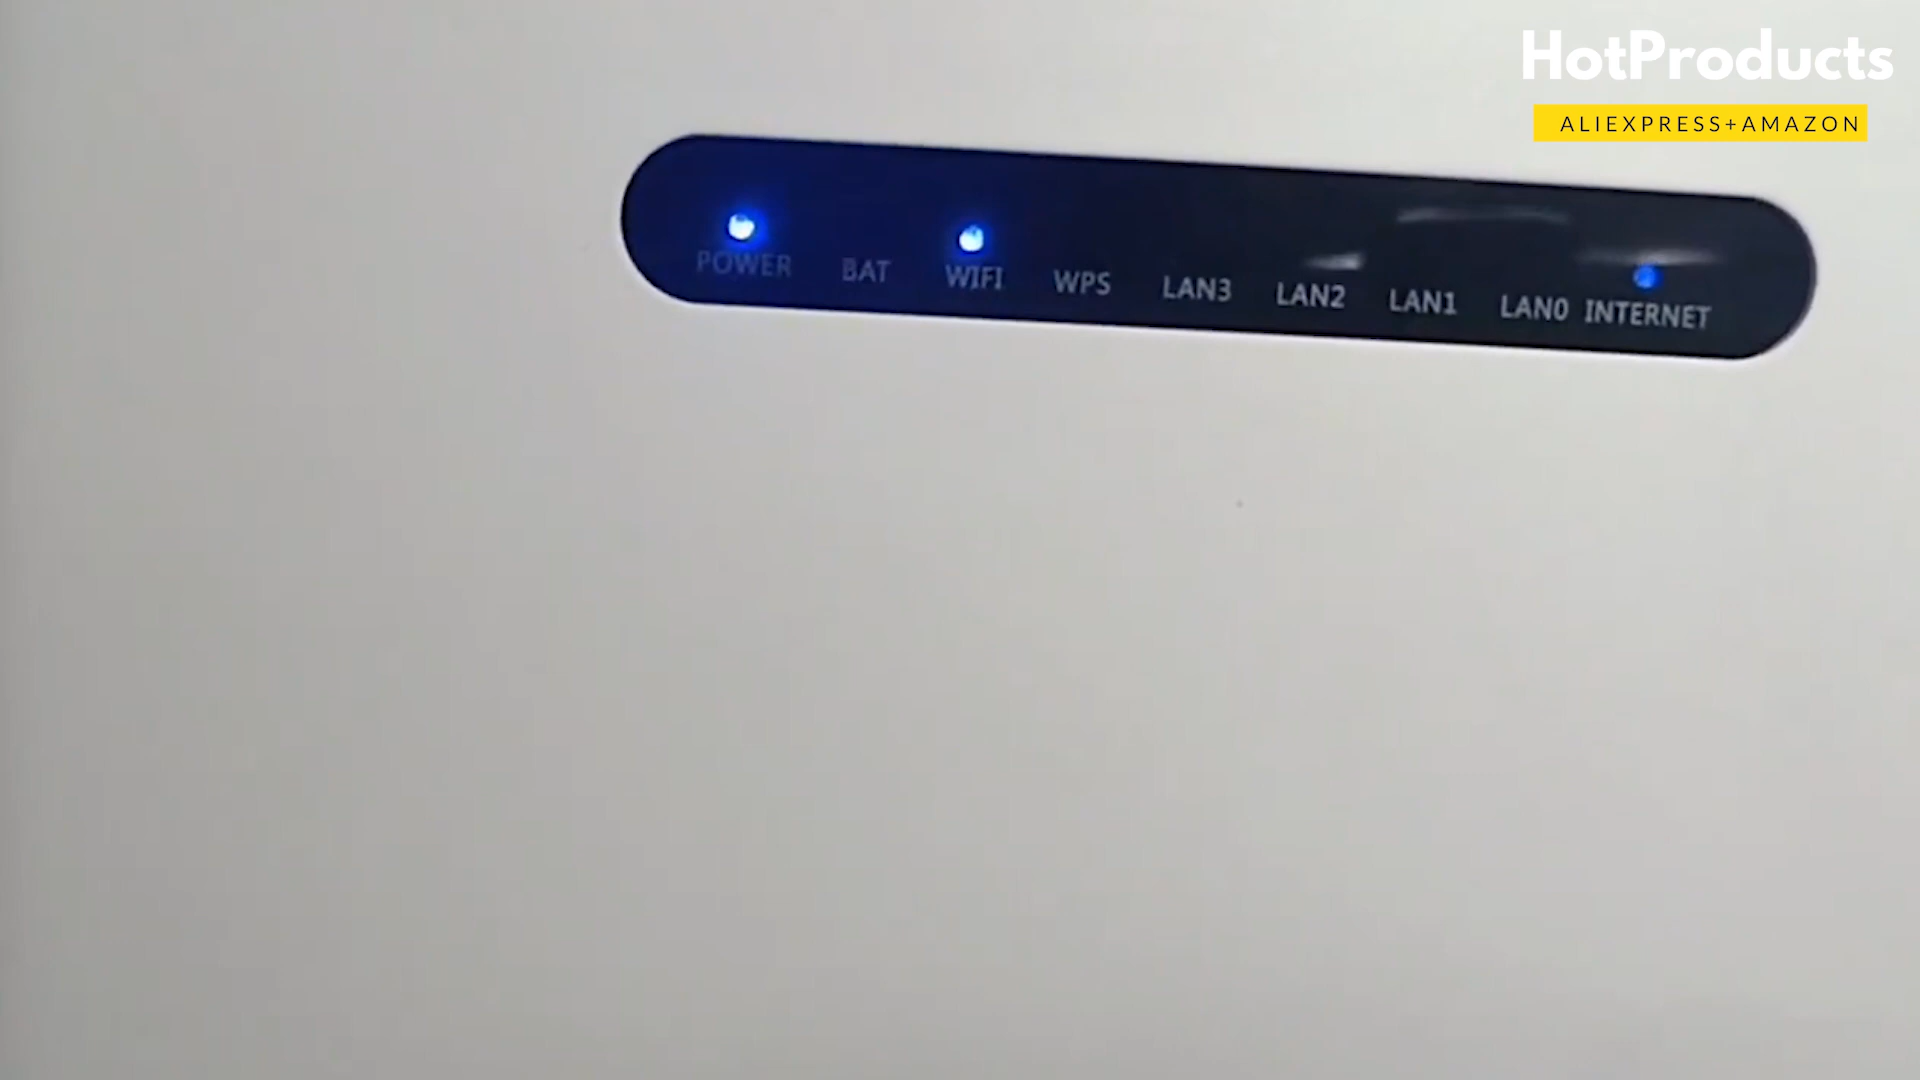 HotProducts
ALIEXPRESS+AMAZON
POWER BAT WIFI WPS LAN3 LAN2 LAN1 LAN0 INTERNET